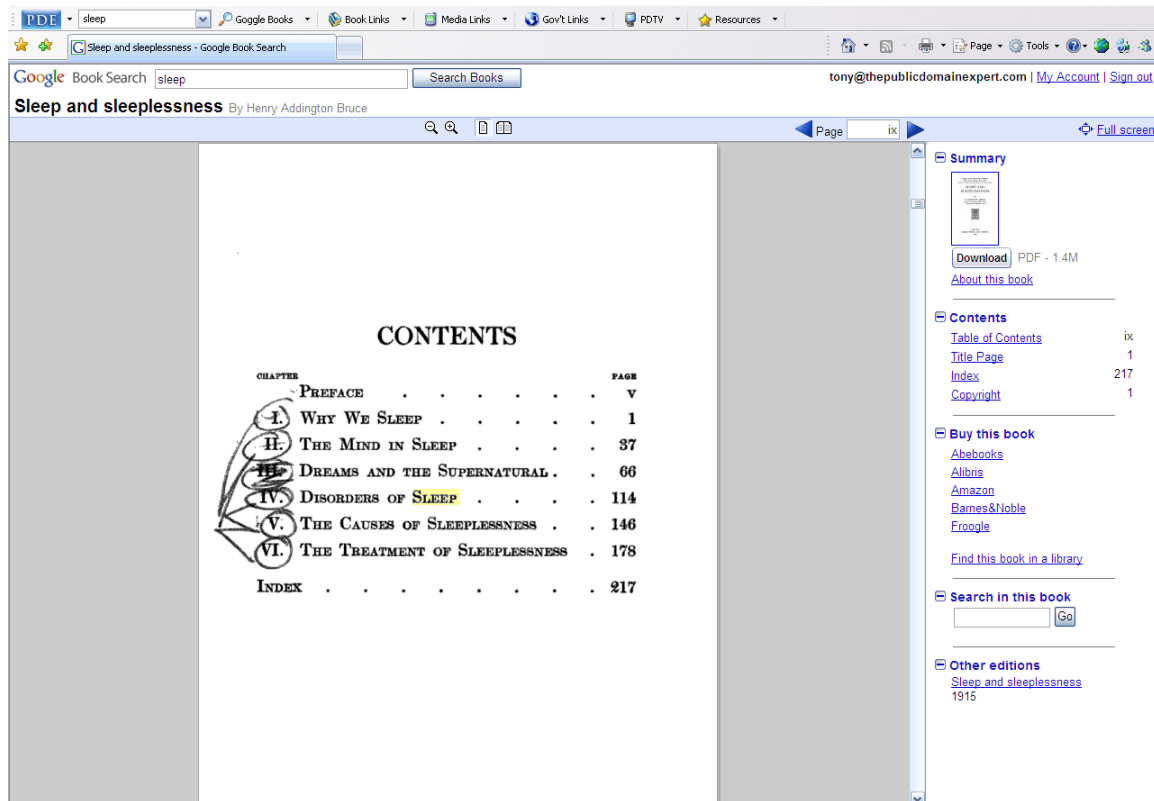 PDE sleep Goggle Books Book Links Media Links Gov't Links PDTV Resources
Sleep and sleeplessness - Google Book Search Page Tools
Google Book Search sleep Search Books tony@thepublicdomainexpert.com | My Account | Sign out
Sleep and sleeplessness By Henry Addington Bruce
Page ix Full screen
CONTENTS
CHAPTER PAGE
PREFACE . . . . . . V
I. WHY WE SLEEP . . . . . 1
II. THE MIND IN SLEEP . . . . 37
III. DREAMS AND THE SUPERNATURAL . . 66
IV. DISORDERS OF SLEEP . . . . 114
V. THE CAUSES OF SLEEPLESSNESS . . 146
VI. THE TREATMENT OF SLEEPLESSNESS . 178
INDEX . . . . . . . . 217
Summary
Download PDF - 1.4M
About this book
Contents
Table of Contents ix
Title Page 1
Index 217
Copyright 1
Buy this book
Abebooks
Alibris
Amazon
Barnes&Noble
Froogle
Find this book in a library
Search in this book
Go
Other editions
Sleep and sleeplessness
1915